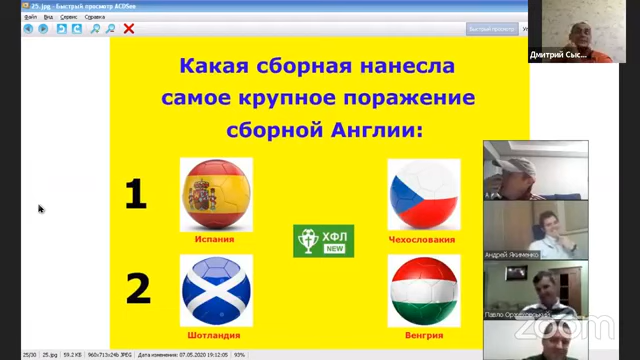 25.jpg - Быстрый просмотр ACDSee
Файл Вид Сервис Справка
Быстрый просмотр
Дмитрий Сыс...
Какая сборная нанесла
самое крупное поражение
сборной Англии:
1
Испания
Чехословакия
ХФЛ
NEW
2
Шотландия
Венгрия
Андрей Якименко
zoom
25/30 25.jpg 59.2 KB 960x713x24b JPEG Дата изменения: 07.05.2020 19:12:05 93%